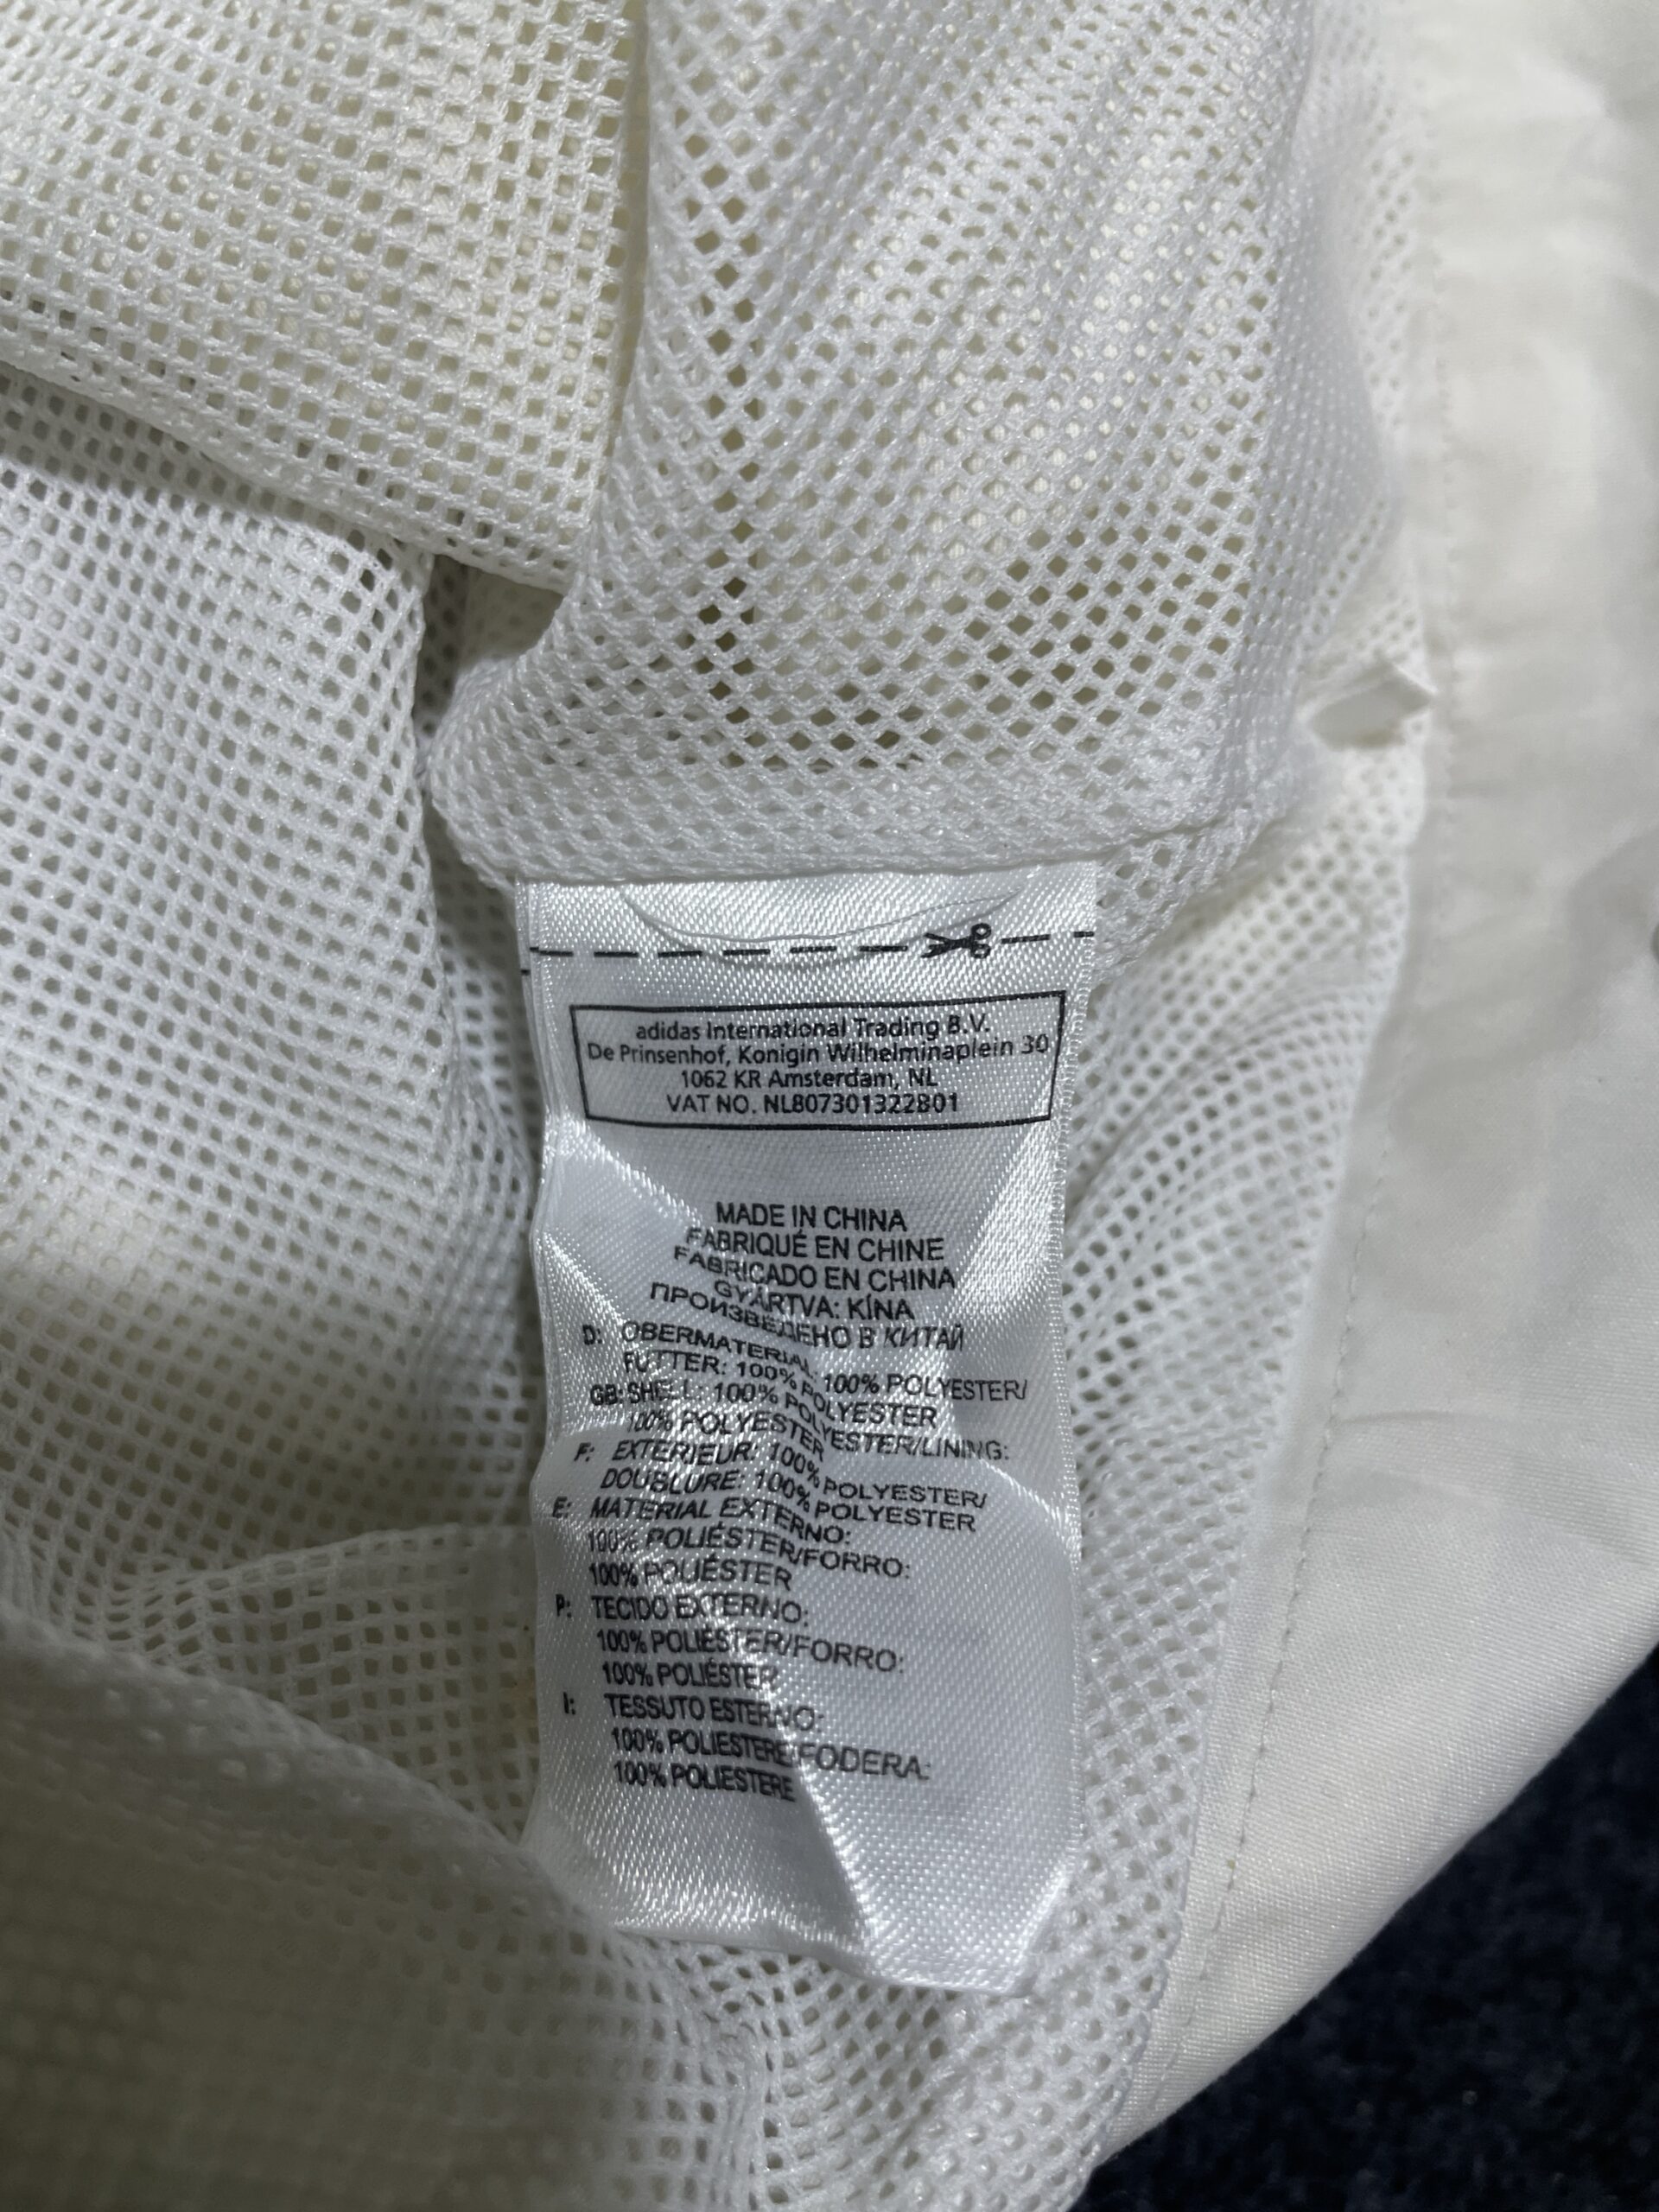 adidas International Trading B.V.
De Prinsenhof, Konigin Wilhelminaplein 30
1062 KR Amsterdam, NL
VAT NO. NL807301322B01
MADE IN CHINA
FABRIQUÉ EN CHINE
FABRICADO EN CHINA
GYÁRTVA: KÍNA
ПРОИЗВЕДЕНО В КИТАЙ
D: OBERMATERIAL: 100% POLYESTER/
FUTTER: 100% POLYESTER
GB: SHELL: 100% POLYESTER/LINING:
100% POLYESTER
F: EXTERIEUR: 100% POLYESTER/
DOUBLURE: 100% POLYESTER
E: MATERIAL EXTERNO:
100% POLIÉSTER/FORRO:
100% POLIÉSTER
P: TECIDO EXTERNO:
100% POLIÉSTER/FORRO:
100% POLIÉSTER
I: TESSUTO ESTERNO:
100% POLIESTERE/FODERA:
100% POLIESTERE